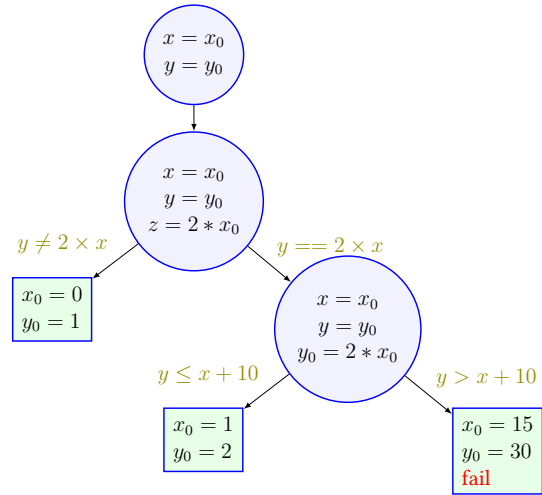 x = x₀
y = y₀
x = x₀
y = y₀
z = 2 * x₀
y ≠ 2 × x
y == 2 × x
x₀ = 0
y₀ = 1
x = x₀
y = y₀
y₀ = 2 * x₀
y ≤ x + 10
y > x + 10
x₀ = 1
y₀ = 2
x₀ = 15
y₀ = 30
fail